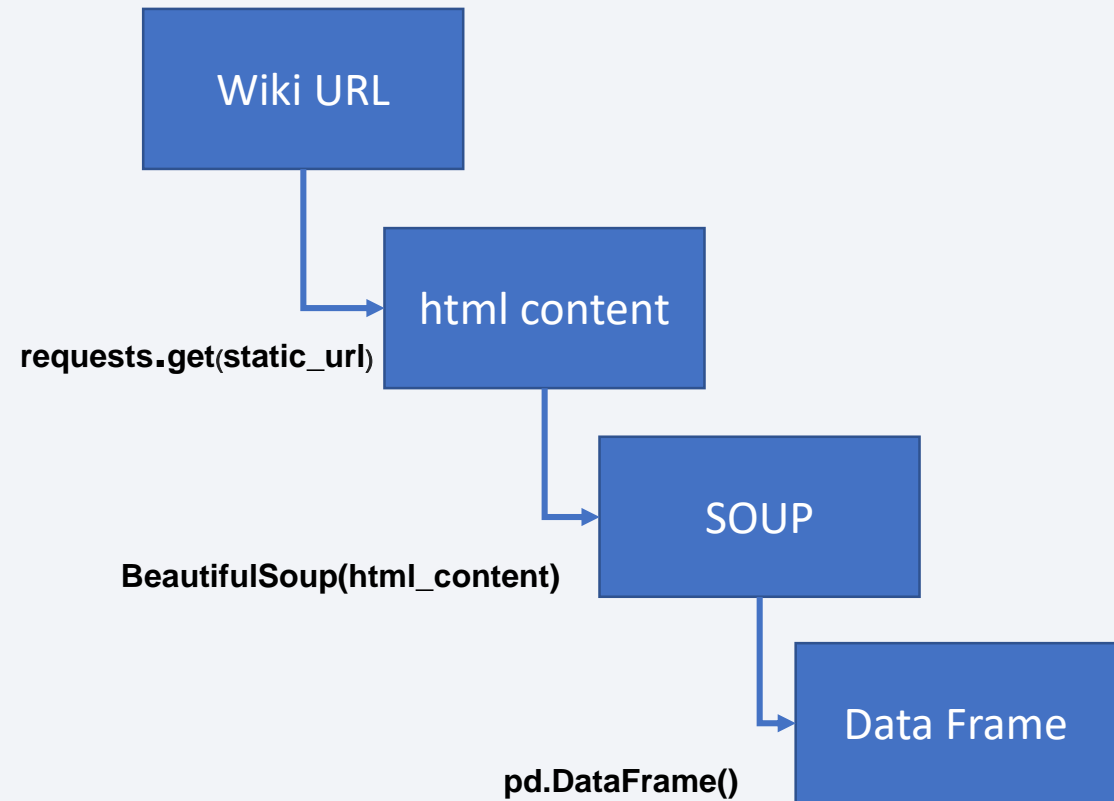 Wiki URL
html content
requests.get(static_url)
SOUP
BeautifulSoup(html_content)
Data Frame
pd.DataFrame()